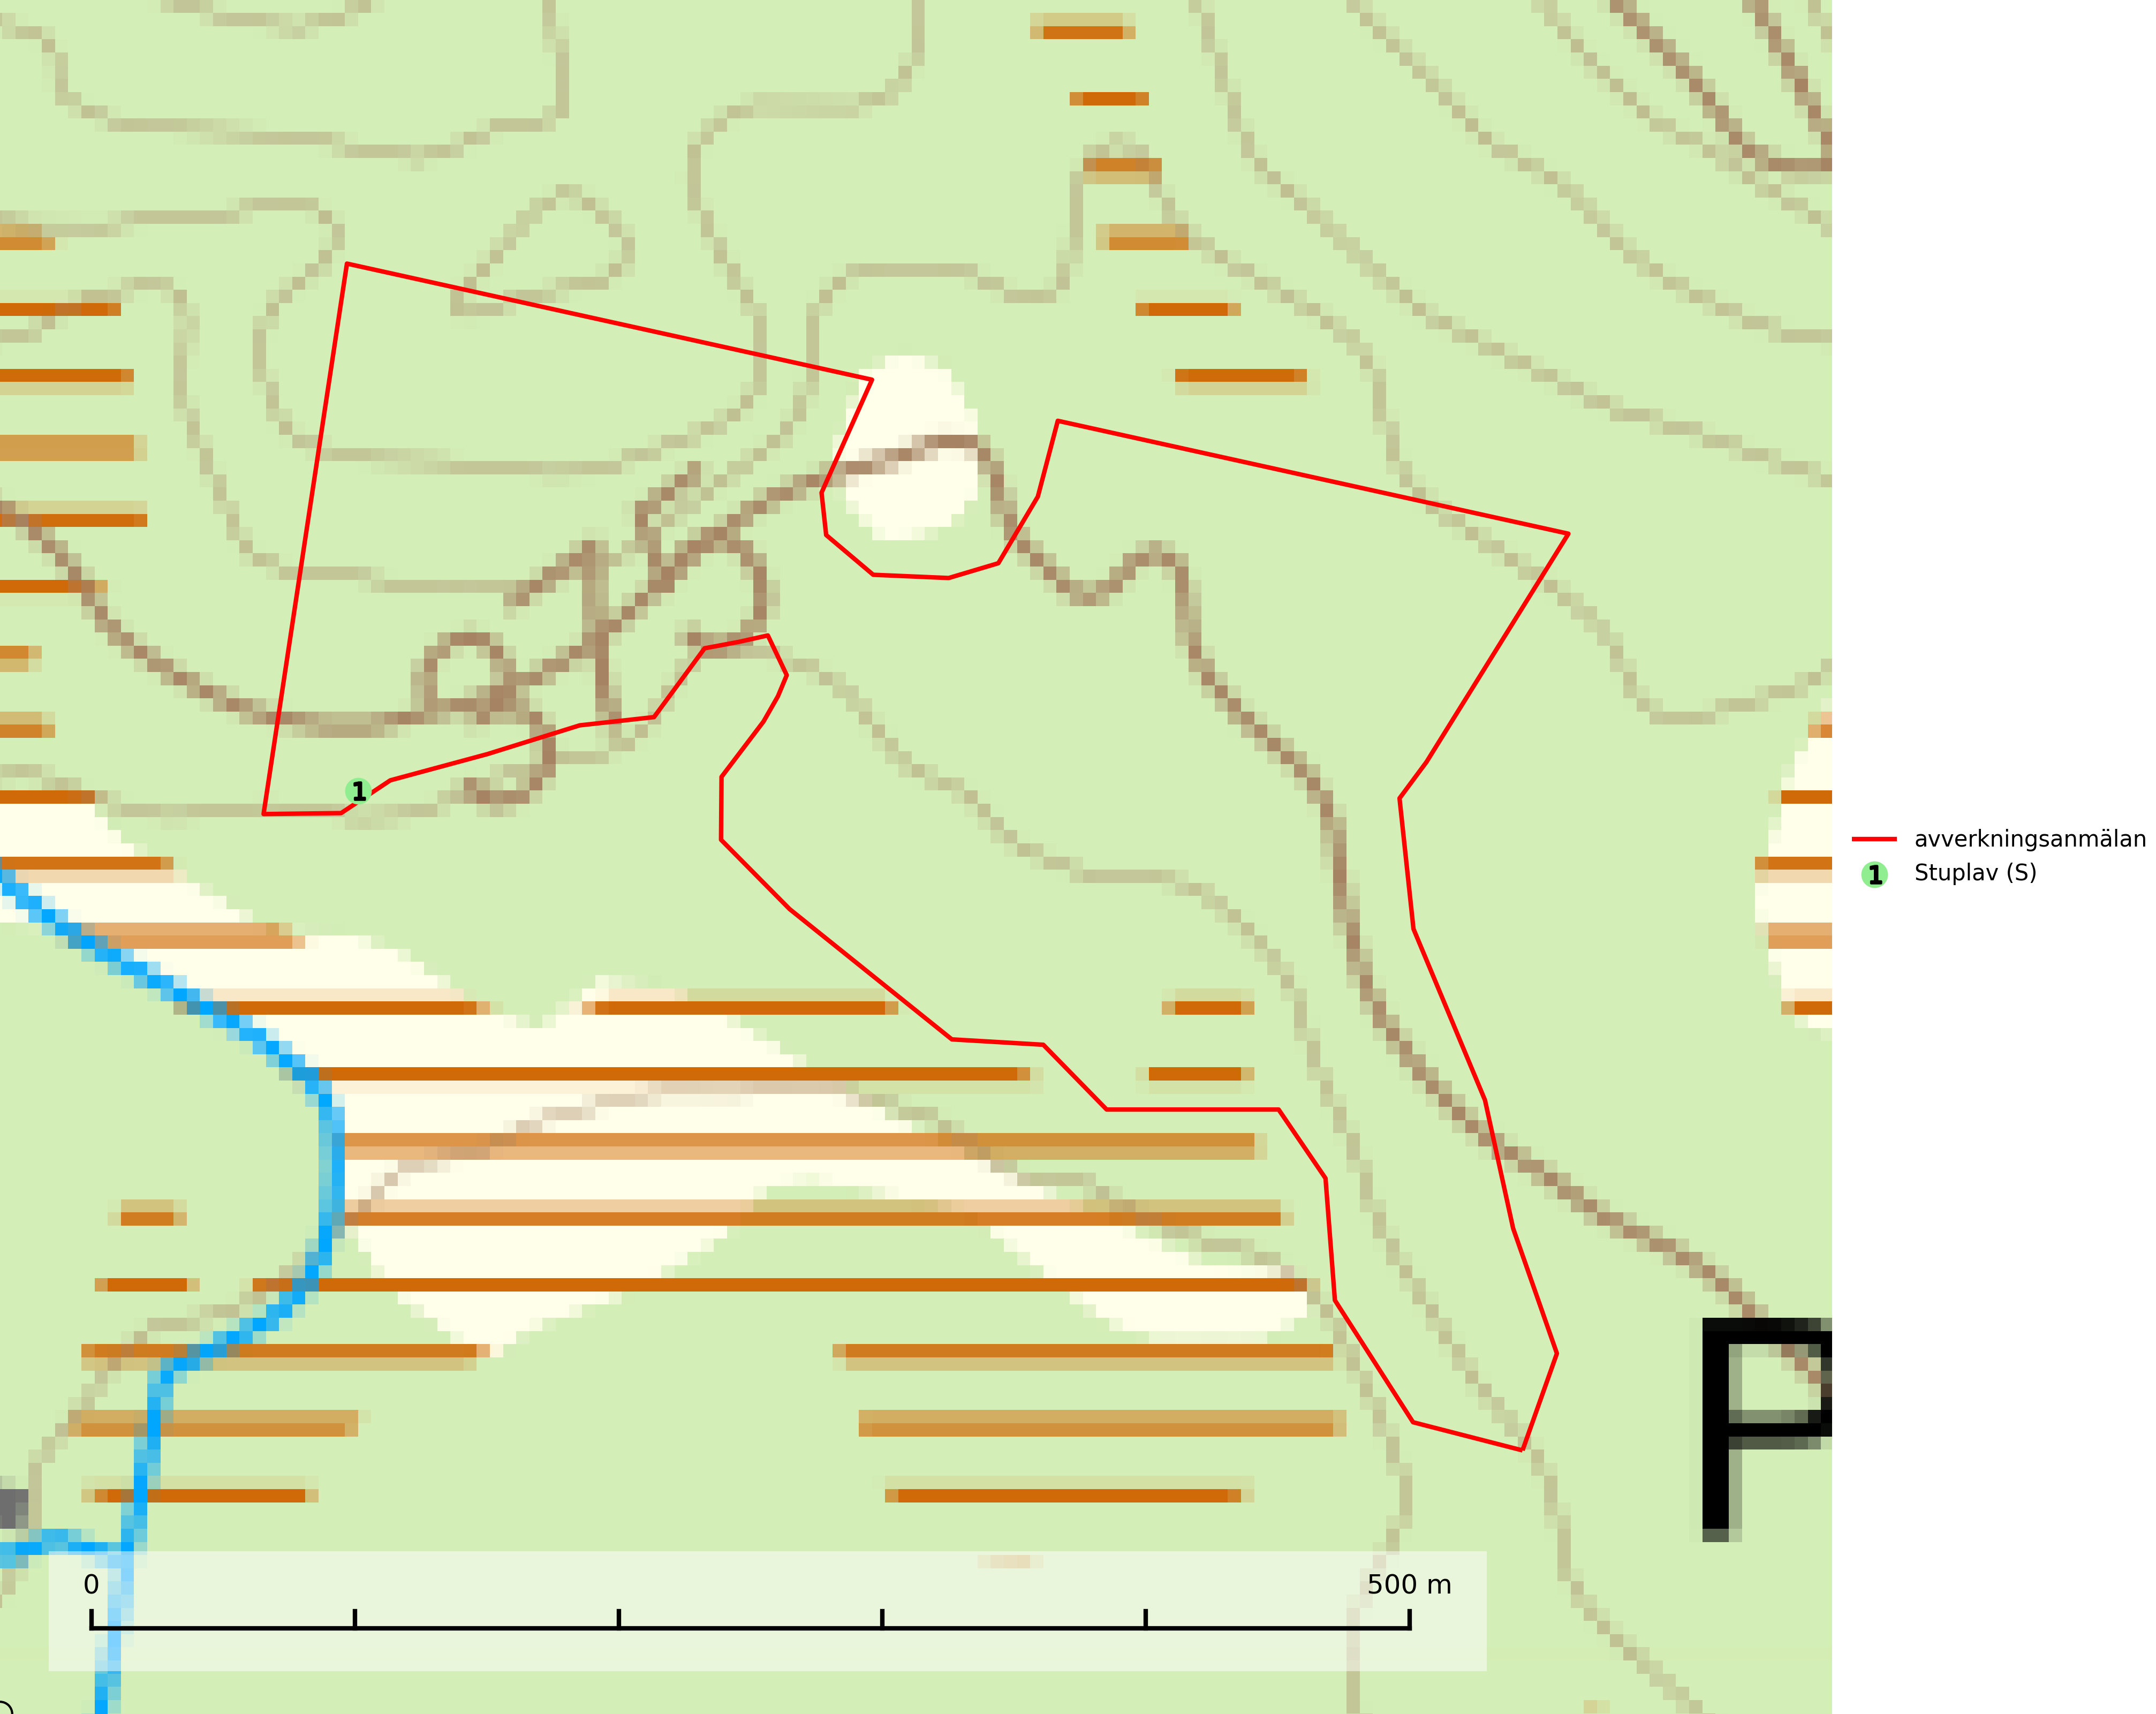 1
avverkningsanmälan
1 Stuplav (S)
P
0 500 m